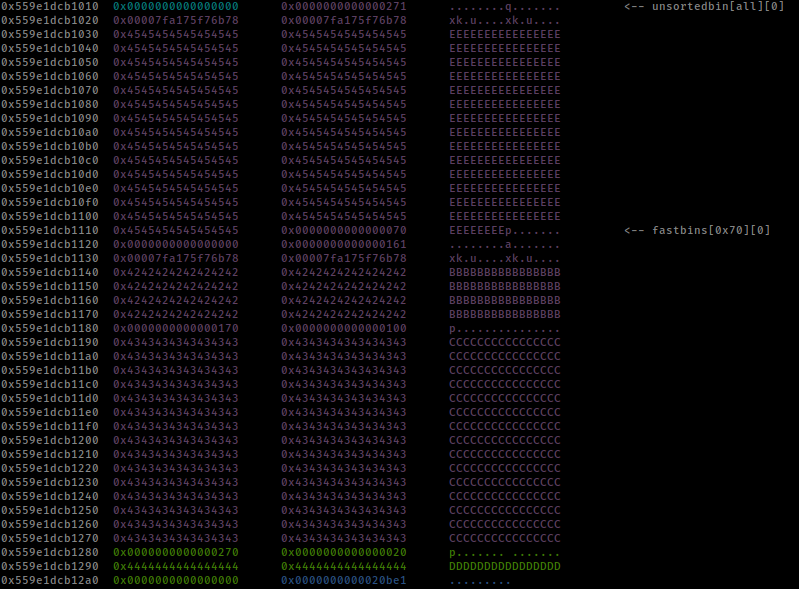 0x559e1dcb1010 0x0000000000000000 0x0000000000000271 ........q....... <-- unsortedbin[all][0]
0x559e1dcb1020 0x00007fa175f76b78 0x00007fa175f76b78 xk.u....xk.u....
0x559e1dcb1030 0x4545454545454545 0x4545454545454545 EEEEEEEEEEEEEEEE
0x559e1dcb1040 0x4545454545454545 0x4545454545454545 EEEEEEEEEEEEEEEE
0x559e1dcb1050 0x4545454545454545 0x4545454545454545 EEEEEEEEEEEEEEEE
0x559e1dcb1060 0x4545454545454545 0x4545454545454545 EEEEEEEEEEEEEEEE
0x559e1dcb1070 0x4545454545454545 0x4545454545454545 EEEEEEEEEEEEEEEE
0x559e1dcb1080 0x4545454545454545 0x4545454545454545 EEEEEEEEEEEEEEEE
0x559e1dcb1090 0x4545454545454545 0x4545454545454545 EEEEEEEEEEEEEEEE
0x559e1dcb10a0 0x4545454545454545 0x4545454545454545 EEEEEEEEEEEEEEEE
0x559e1dcb10b0 0x4545454545454545 0x4545454545454545 EEEEEEEEEEEEEEEE
0x559e1dcb10c0 0x4545454545454545 0x4545454545454545 EEEEEEEEEEEEEEEE
0x559e1dcb10d0 0x4545454545454545 0x4545454545454545 EEEEEEEEEEEEEEEE
0x559e1dcb10e0 0x4545454545454545 0x4545454545454545 EEEEEEEEEEEEEEEE
0x559e1dcb10f0 0x4545454545454545 0x4545454545454545 EEEEEEEEEEEEEEEE
0x559e1dcb1100 0x4545454545454545 0x4545454545454545 EEEEEEEEEEEEEEEE
0x559e1dcb1110 0x4545454545454545 0x0000000000000070 EEEEEEEEp....... <-- fastbins[0x70][0]
0x559e1dcb1120 0x0000000000000000 0x0000000000000161 ........a.......
0x559e1dcb1130 0x00007fa175f76b78 0x00007fa175f76b78 xk.u....xk.u....
0x559e1dcb1140 0x4242424242424242 0x4242424242424242 BBBBBBBBBBBBBBBB
0x559e1dcb1150 0x4242424242424242 0x4242424242424242 BBBBBBBBBBBBBBBB
0x559e1dcb1160 0x4242424242424242 0x4242424242424242 BBBBBBBBBBBBBBBB
0x559e1dcb1170 0x4242424242424242 0x4242424242424242 BBBBBBBBBBBBBBBB
0x559e1dcb1180 0x0000000000000170 0x0000000000000100 p...............
0x559e1dcb1190 0x4343434343434343 0x4343434343434343 CCCCCCCCCCCCCCCC
0x559e1dcb11a0 0x4343434343434343 0x4343434343434343 CCCCCCCCCCCCCCCC
0x559e1dcb11b0 0x4343434343434343 0x4343434343434343 CCCCCCCCCCCCCCCC
0x559e1dcb11c0 0x4343434343434343 0x4343434343434343 CCCCCCCCCCCCCCCC
0x559e1dcb11d0 0x4343434343434343 0x4343434343434343 CCCCCCCCCCCCCCCC
0x559e1dcb11e0 0x4343434343434343 0x4343434343434343 CCCCCCCCCCCCCCCC
0x559e1dcb11f0 0x4343434343434343 0x4343434343434343 CCCCCCCCCCCCCCCC
0x559e1dcb1200 0x4343434343434343 0x4343434343434343 CCCCCCCCCCCCCCCC
0x559e1dcb1210 0x4343434343434343 0x4343434343434343 CCCCCCCCCCCCCCCC
0x559e1dcb1220 0x4343434343434343 0x4343434343434343 CCCCCCCCCCCCCCCC
0x559e1dcb1230 0x4343434343434343 0x4343434343434343 CCCCCCCCCCCCCCCC
0x559e1dcb1240 0x4343434343434343 0x4343434343434343 CCCCCCCCCCCCCCCC
0x559e1dcb1250 0x4343434343434343 0x4343434343434343 CCCCCCCCCCCCCCCC
0x559e1dcb1260 0x4343434343434343 0x4343434343434343 CCCCCCCCCCCCCCCC
0x559e1dcb1270 0x4343434343434343 0x4343434343434343 CCCCCCCCCCCCCCCC
0x559e1dcb1280 0x0000000000000270 0x0000000000000020 p....... .......
0x559e1dcb1290 0x4444444444444444 0x4444444444444444 DDDDDDDDDDDDDDDD
0x559e1dcb12a0 0x0000000000000000 0x0000000000020be1 .........